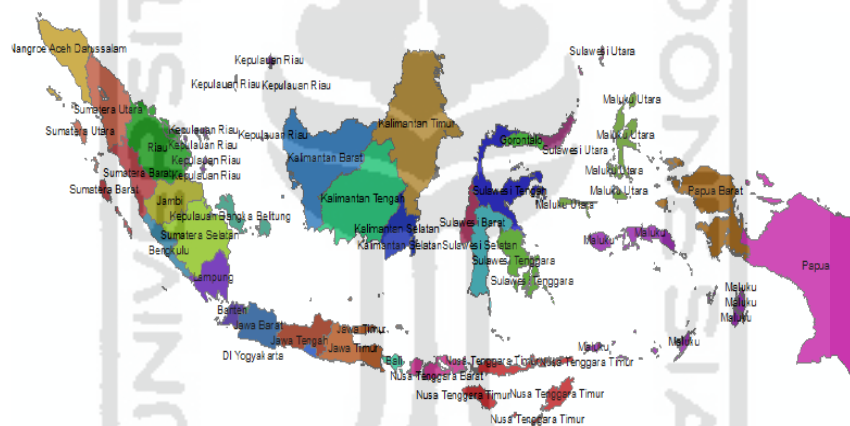 Nangroe Aceh Darussalam
Sumatera Utara
Sumatera Utara
Kepulauan Riau
Kepulauan Riau
Kepulauan Riau
Kepulauan Riau
Kepulauan Riau
Kepulauan Riau
Kepulauan Riau
Kepulauan Riau
Riau
Sumatera Barat
Sumatera Barat
Jambi
Kepulauan Bangka Belitung
Sumatera Selatan
Bengkulu
Lampung
Banten
Jawa Barat
Jawa Tengah
DI Yogyakarta
Jawa Timur
Jawa Timur
Bali
Kalimantan Timur
Kalimantan Barat
Kalimantan Tengah
Kalimantan Selatan
Kalimantan Selatan
Sulawesi Utara
Gorontalo
Sulawesi Utara
Sulawesi Tengah
Sulawesi Barat
Sulawesi Selatan
Sulawesi Tenggara
Sulawesi Tenggara
Maluku Utara
Maluku Utara
Maluku Utara
Maluku Utara
Maluku Utara
Maluku
Maluku
Maluku
Maluku
Maluku
Maluku
Maluku
Papua Barat
Papua
Nusa Tenggara Barat
Nusa Tenggara Timur
Nusa Tenggara Timur
Nusa Tenggara Timur
Nusa Tenggara Timur
Nusa Tenggara Timur